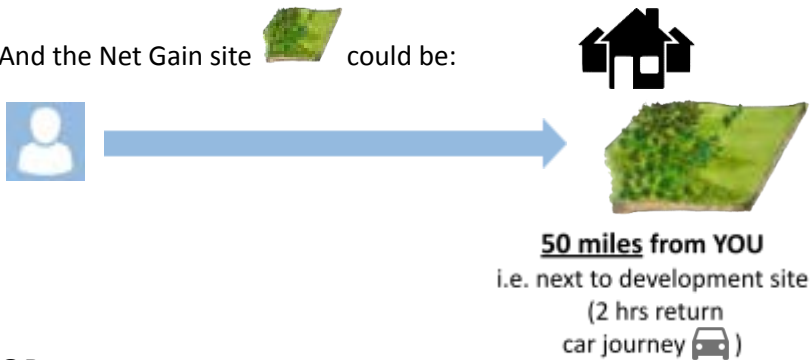 And the Net Gain site could be:
50 miles from YOU
i.e. next to development site
(2 hrs return
car journey )